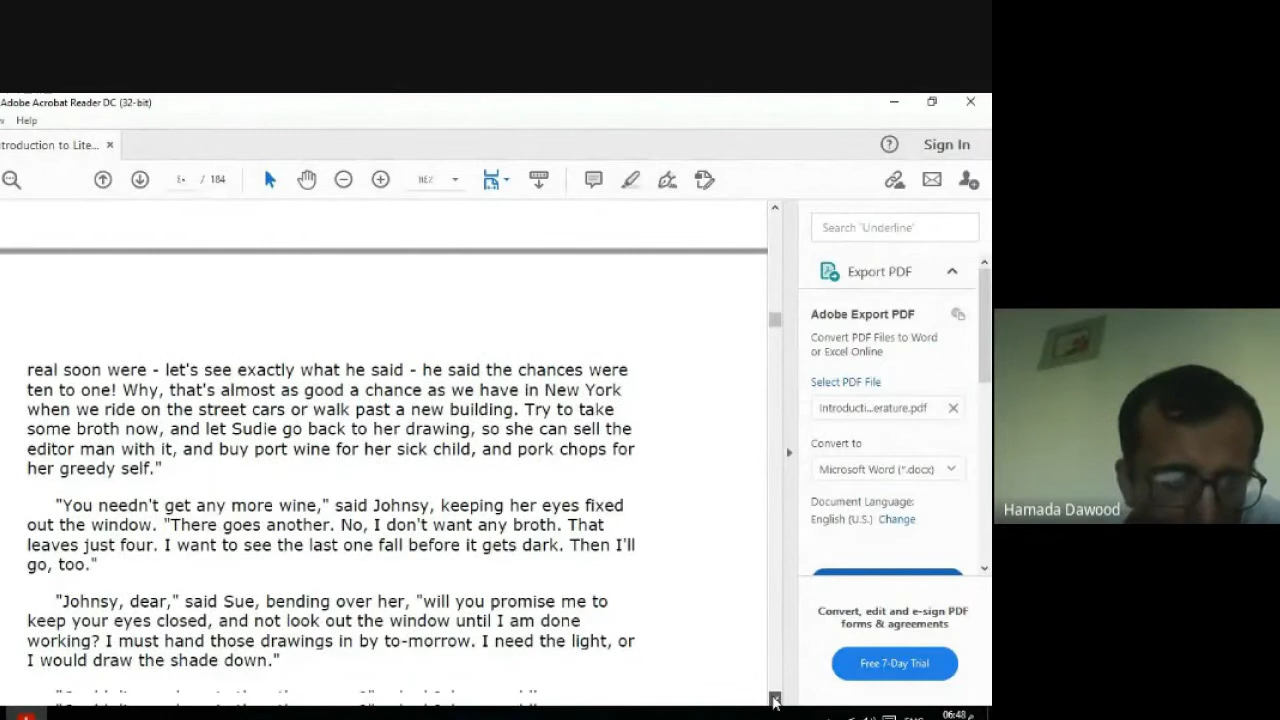 Adobe Acrobat Reader DC (32-bit)
Help
troduction to Lite...
Sign In
/ 184
Search 'Underline'
Export PDF
Adobe Export PDF
Convert PDF Files to Word
or Excel Online
Select PDF File
Introducti...erature.pdf
Convert to
Microsoft Word (*.docx)
Document Language:
English (U.S.) Change
Convert, edit and e-sign PDF
forms & agreements
Free 7-Day Trial
real soon were - let's see exactly what he said - he said the chances were
ten to one! Why, that's almost as good a chance as we have in New York
when we ride on the street cars or walk past a new building. Try to take
some broth now, and let Sudie go back to her drawing, so she can sell the
editor man with it, and buy port wine for her sick child, and pork chops for
her greedy self."
"You needn't get any more wine," said Johnsy, keeping her eyes fixed
out the window. "There goes another. No, I don't want any broth. That
leaves just four. I want to see the last one fall before it gets dark. Then I'll
go, too."
"Johnsy, dear," said Sue, bending over her, "will you promise me to
keep your eyes closed, and not look out the window until I am done
working? I must hand those drawings in by to-morrow. I need the light, or
I would draw the shade down."
Hamada Dawood
06:48